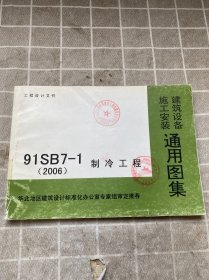 工程设计文件
91SB7-1 制冷工程
(2006)
华北地区建筑设计标准化办公室专家组审定推荐
建筑设备
施工安装
通用图集